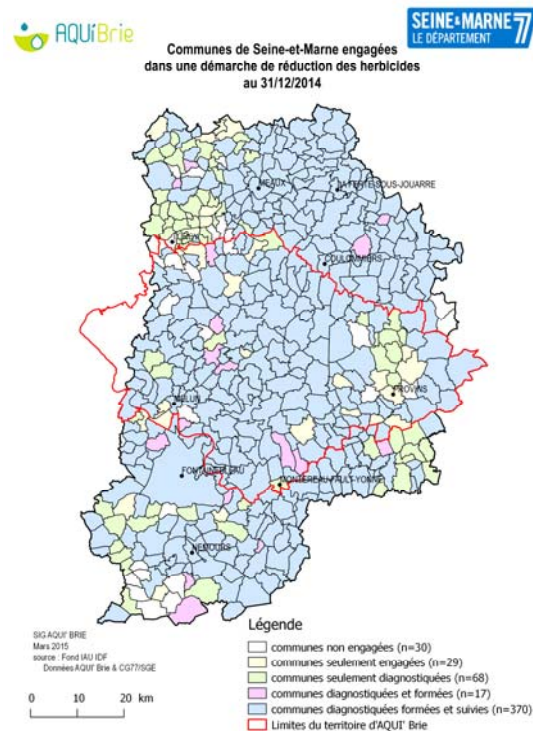 AQUi Brie
SEINE&MARNE 77
LE DÉPARTEMENT
Communes de Seine-et-Marne engagées
dans une démarche de réduction des herbicides
au 31/12/2014
MEAUX
LA FERTE-SOUS-JOUARRE
COULOMMIERS
PROVINS
MELUN
FONTAINEBLEAU
MONTEREAU-FAULT-YONNE
NEMOURS
Légende
communes non engagées (n=30)
communes seulement engagées (n=29)
communes seulement diagnostiquées (n=68)
communes diagnostiquées et formées (n=17)
communes diagnostiquées formées et suivies (n=370)
Limites du territoire d'AQUI' Brie
SIG AQUI' BRIE
Mars 2015
source : Fond IAU IDF
Données AQUI' Brie & CG77/SGE
0 10 20 km